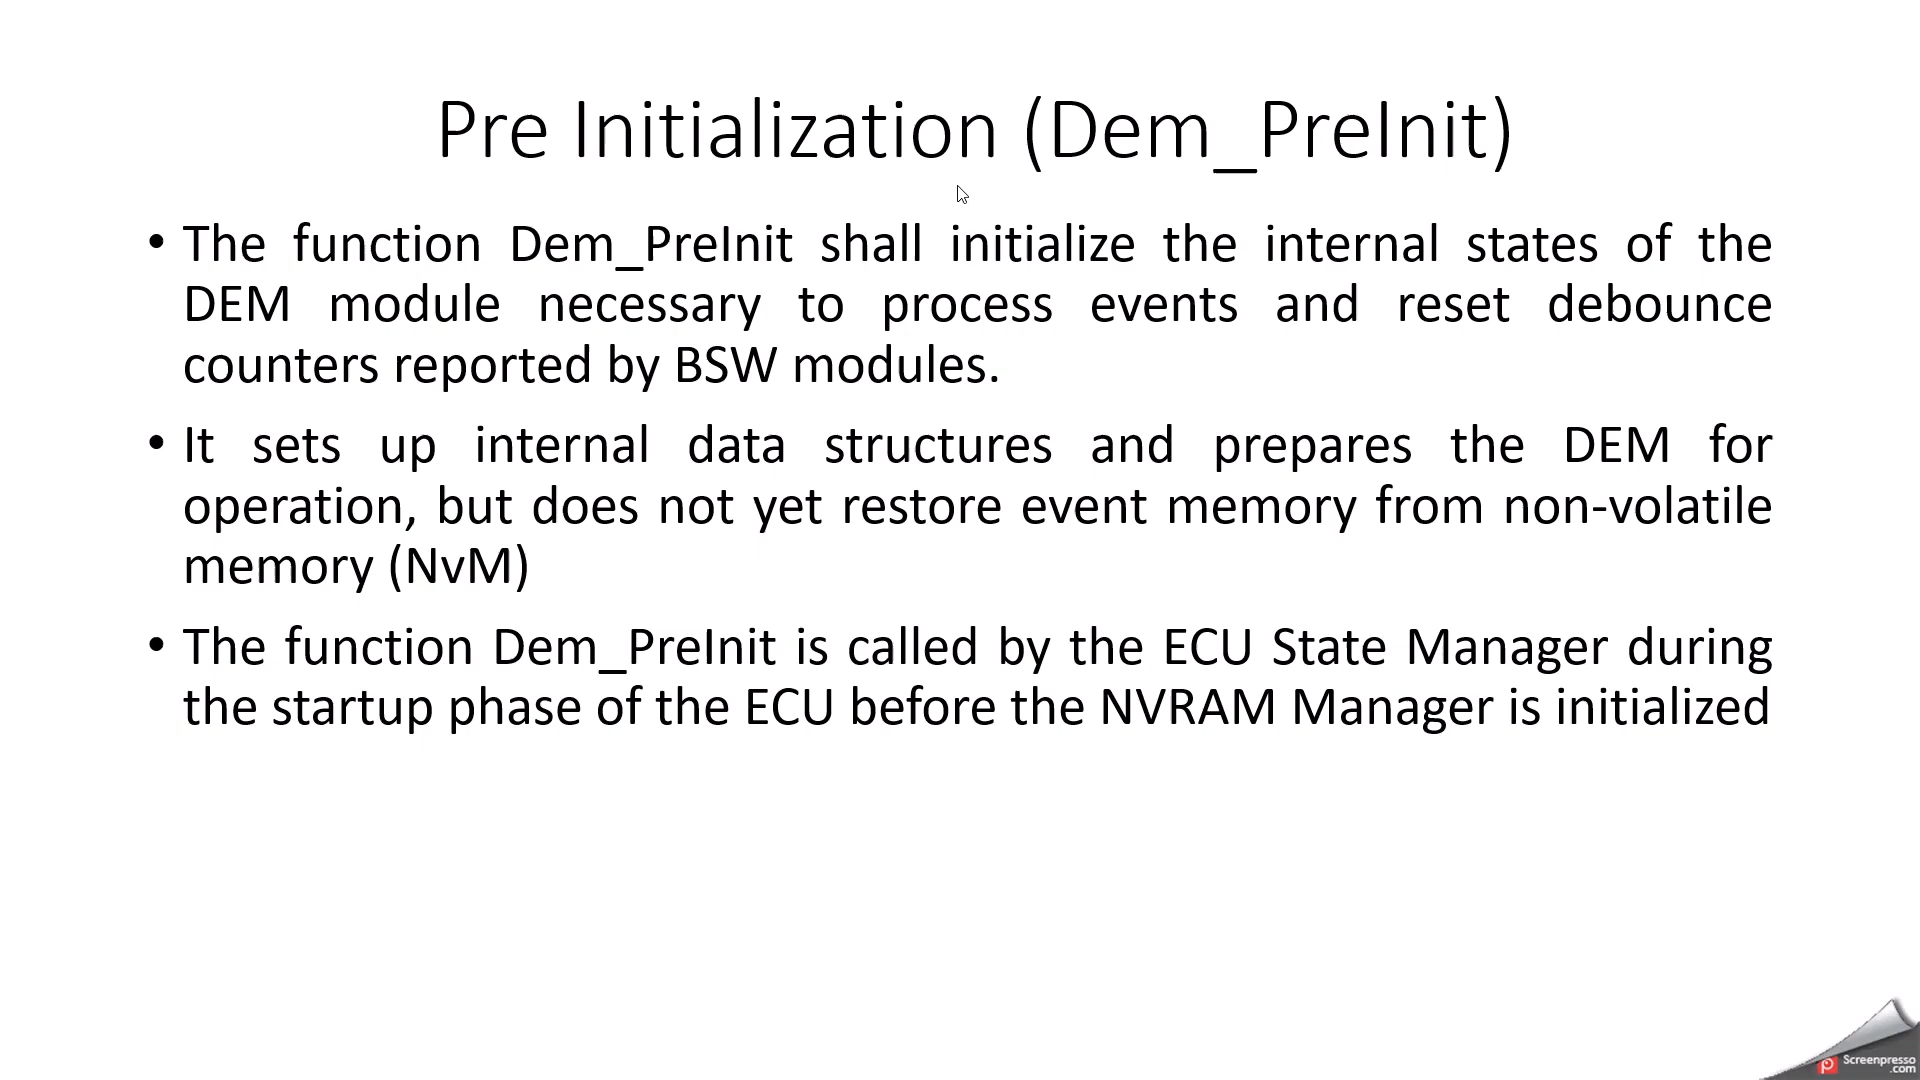 Pre Initialization (Dem_PreInit)
• The function Dem_PreInit shall initialize the internal states of the
DEM module necessary to process events and reset debounce
counters reported by BSW modules.
• It sets up internal data structures and prepares the DEM for
operation, but does not yet restore event memory from non-volatile
memory (NvM)
• The function Dem_PreInit is called by the ECU State Manager during
the startup phase of the ECU before the NVRAM Manager is initialized
Screenpresso
.com